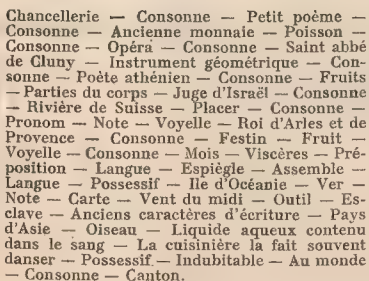 Chancellerie — Consonne — Petit poème —
Consonne — Ancienne monnaie — Poisson —
Consonne — Opéra — Consonne — Saint abbé
de Cluny — Instrument géométrique — Con-
sonne — Poète athénien — Consonne — Fruits
— Parties du corps — Juge d'Israël — Consonne
— Rivière de Suisse — Placer — Consonne —
Pronom — Note — Voyelle — Roi d'Arles et de
Provence — Consonne — Festin — Fruit —
Voyelle — Consonne — Mois — Viscères — Pré-
position — Langue — Espiègle — Assemble —
Langue — Possessif — Ile d'Océanie — Ver —
Note — Carte — Vent du midi — Outil — Es-
clave — Anciens caractères d'écriture — Pays
d'Asie — Oiseau — Liquide aqueux contenu
dans le sang — La cuisinière la fait souvent
danser — Possessif — Indubitable — Au monde
— Consonne — Canton.